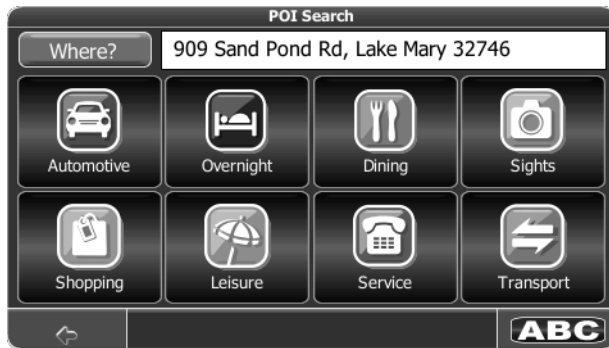 POI Search
Where? 909 Sand Pond Rd, Lake Mary 32746
Automotive Overnight Dining Sights
Shopping Leisure Service Transport
ABC